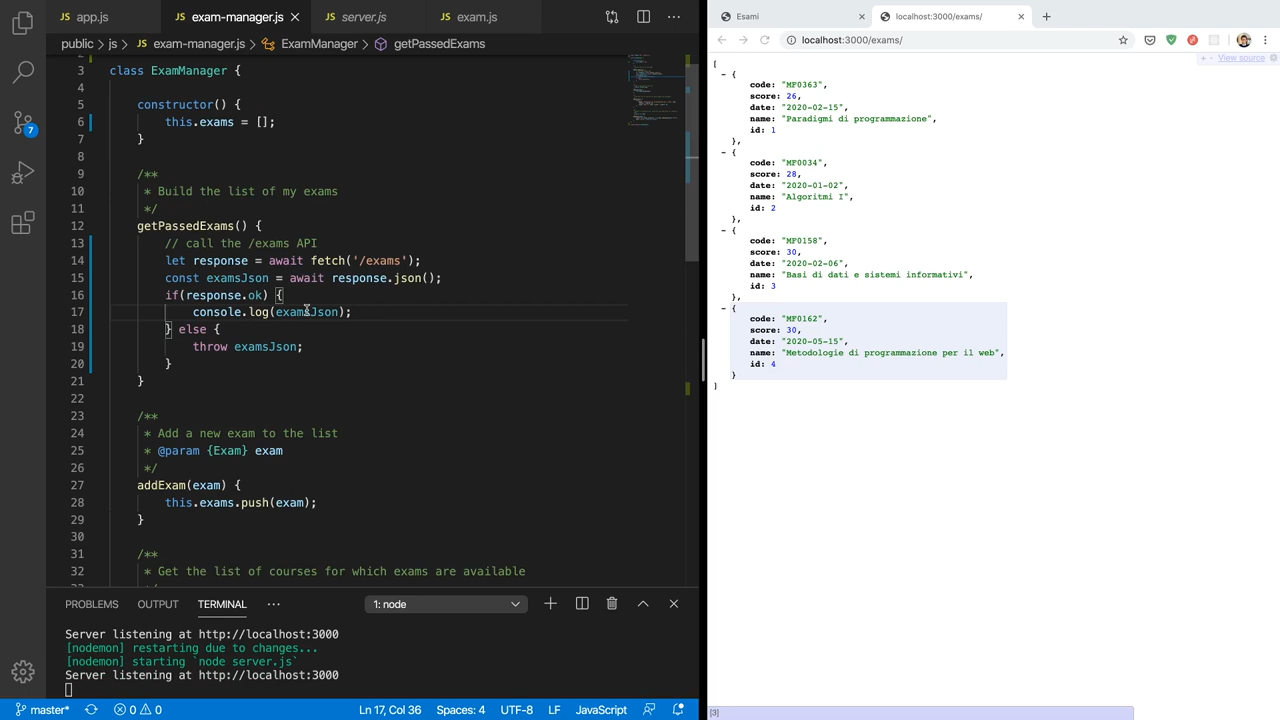 app.js
exam-manager.js
server.js
exam.js
public > js > exam-manager.js > ExamManager > getPassedExams
2
3 class ExamManager {
4
5 constructor() {
6 this.exams = [];
7 }
8
9 /**
10 * Build the list of my exams
11 */
12 getPassedExams() {
13 // call the /exams API
14 let response = await fetch('/exams');
15 const examsJson = await response.json();
16 if(response.ok) {
17 console.log(examsJson);
18 } else {
19 throw examsJson;
20 }
21 }
22
23 /**
24 * Add a new exam to the list
25 * @param {Exam} exam
26 */
27 addExam(exam) {
28 this.exams.push(exam);
29 }
30
31 /**
32 * Get the list of courses for which exams are available
33 */
7
PROBLEMS OUTPUT TERMINAL ··· 1: node
Server listening at http://localhost:3000
[nodemon] restarting due to changes...
[nodemon] starting `node server.js`
Server listening at http://localhost:3000
master* 0 0 Ln 17, Col 36 Spaces: 4 UTF-8 LF JavaScript
Esami
localhost:3000/exams/
localhost:3000/exams/
+ - View source
[
- {
code: "MF0363",
score: 26,
date: "2020-02-15",
name: "Paradigmi di programmazione",
id: 1
},
- {
code: "MF0034",
score: 28,
date: "2020-01-02",
name: "Algoritmi I",
id: 2
},
- {
code: "MF0158",
score: 30,
date: "2020-02-06",
name: "Basi di dati e sistemi informativi",
id: 3
},
- {
code: "MF0162",
score: 30,
date: "2020-05-15",
name: "Metodologie di programmazione per il web",
id: 4
}
]
[3]